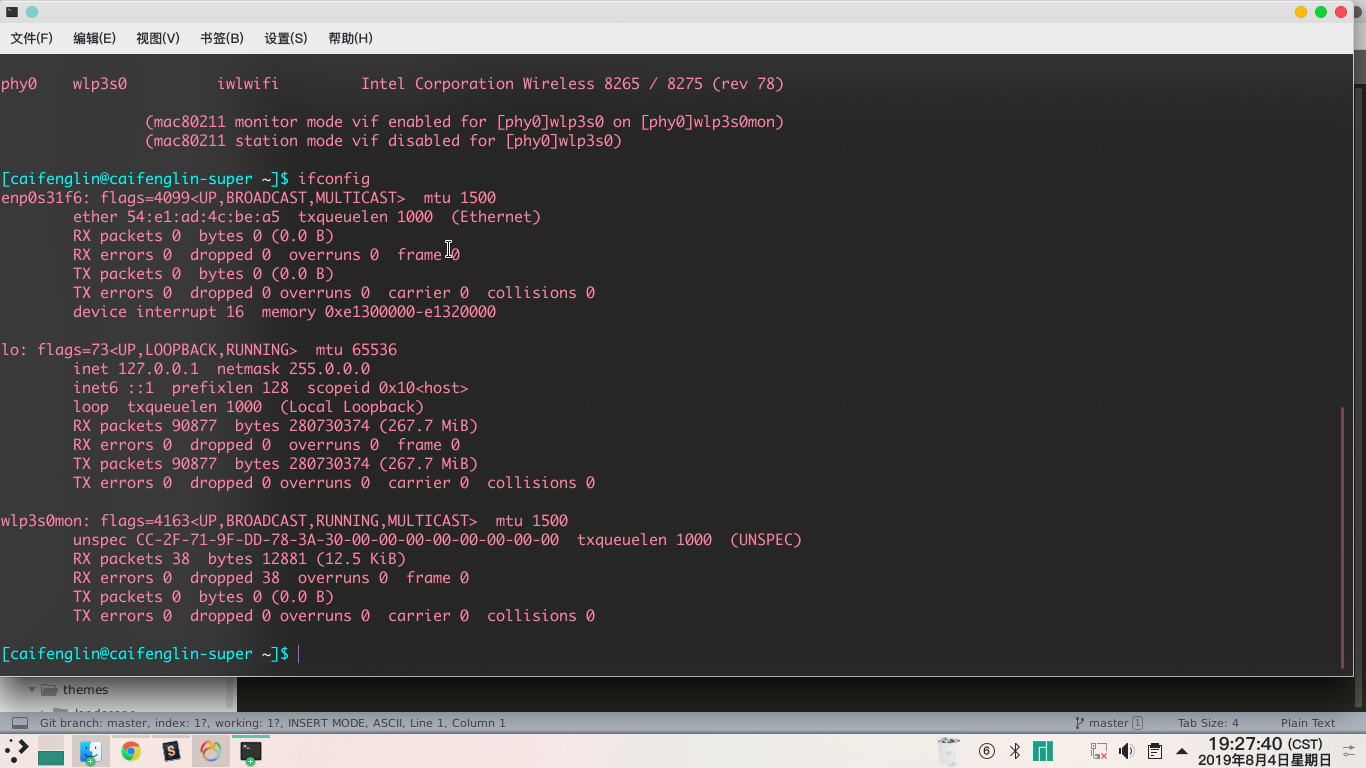 文件(F) 编辑(E) 视图(V) 书签(B) 设置(S) 帮助(H)
phy0 wlp3s0 iwlwifi Intel Corporation Wireless 8265 / 8275 (rev 78)
(mac80211 monitor mode vif enabled for [phy0]wlp3s0 on [phy0]wlp3s0mon)
(mac80211 station mode vif disabled for [phy0]wlp3s0)
[caifenglin@caifenglin-super ~]$ ifconfig
enp0s31f6: flags=4099<UP,BROADCAST,MULTICAST> mtu 1500
ether 54:e1:ad:4c:be:a5 txqueuelen 1000 (Ethernet)
RX packets 0 bytes 0 (0.0 B)
RX errors 0 dropped 0 overruns 0 frame 0
TX packets 0 bytes 0 (0.0 B)
TX errors 0 dropped 0 overruns 0 carrier 0 collisions 0
device interrupt 16 memory 0xe1300000-e1320000
lo: flags=73<UP,LOOPBACK,RUNNING> mtu 65536
inet 127.0.0.1 netmask 255.0.0.0
inet6 ::1 prefixlen 128 scopeid 0x10<host>
loop txqueuelen 1000 (Local Loopback)
RX packets 90877 bytes 280730374 (267.7 MiB)
RX errors 0 dropped 0 overruns 0 frame 0
TX packets 90877 bytes 280730374 (267.7 MiB)
TX errors 0 dropped 0 overruns 0 carrier 0 collisions 0
wlp3s0mon: flags=4163<UP,BROADCAST,RUNNING,MULTICAST> mtu 1500
unspec CC-2F-71-9F-DD-78-3A-30-00-00-00-00-00-00-00-00 txqueuelen 1000 (UNSPEC)
RX packets 38 bytes 12881 (12.5 KiB)
RX errors 0 dropped 38 overruns 0 frame 0
TX packets 0 bytes 0 (0.0 B)
TX errors 0 dropped 0 overruns 0 carrier 0 collisions 0
[caifenglin@caifenglin-super ~]$
themes
Git branch: master, index: 1?, working: 1?, INSERT MODE, ASCII, Line 1, Column 1 master 1 Tab Size: 4 Plain Text
6 19:27:40 (CST)
2019年8月4日星期日